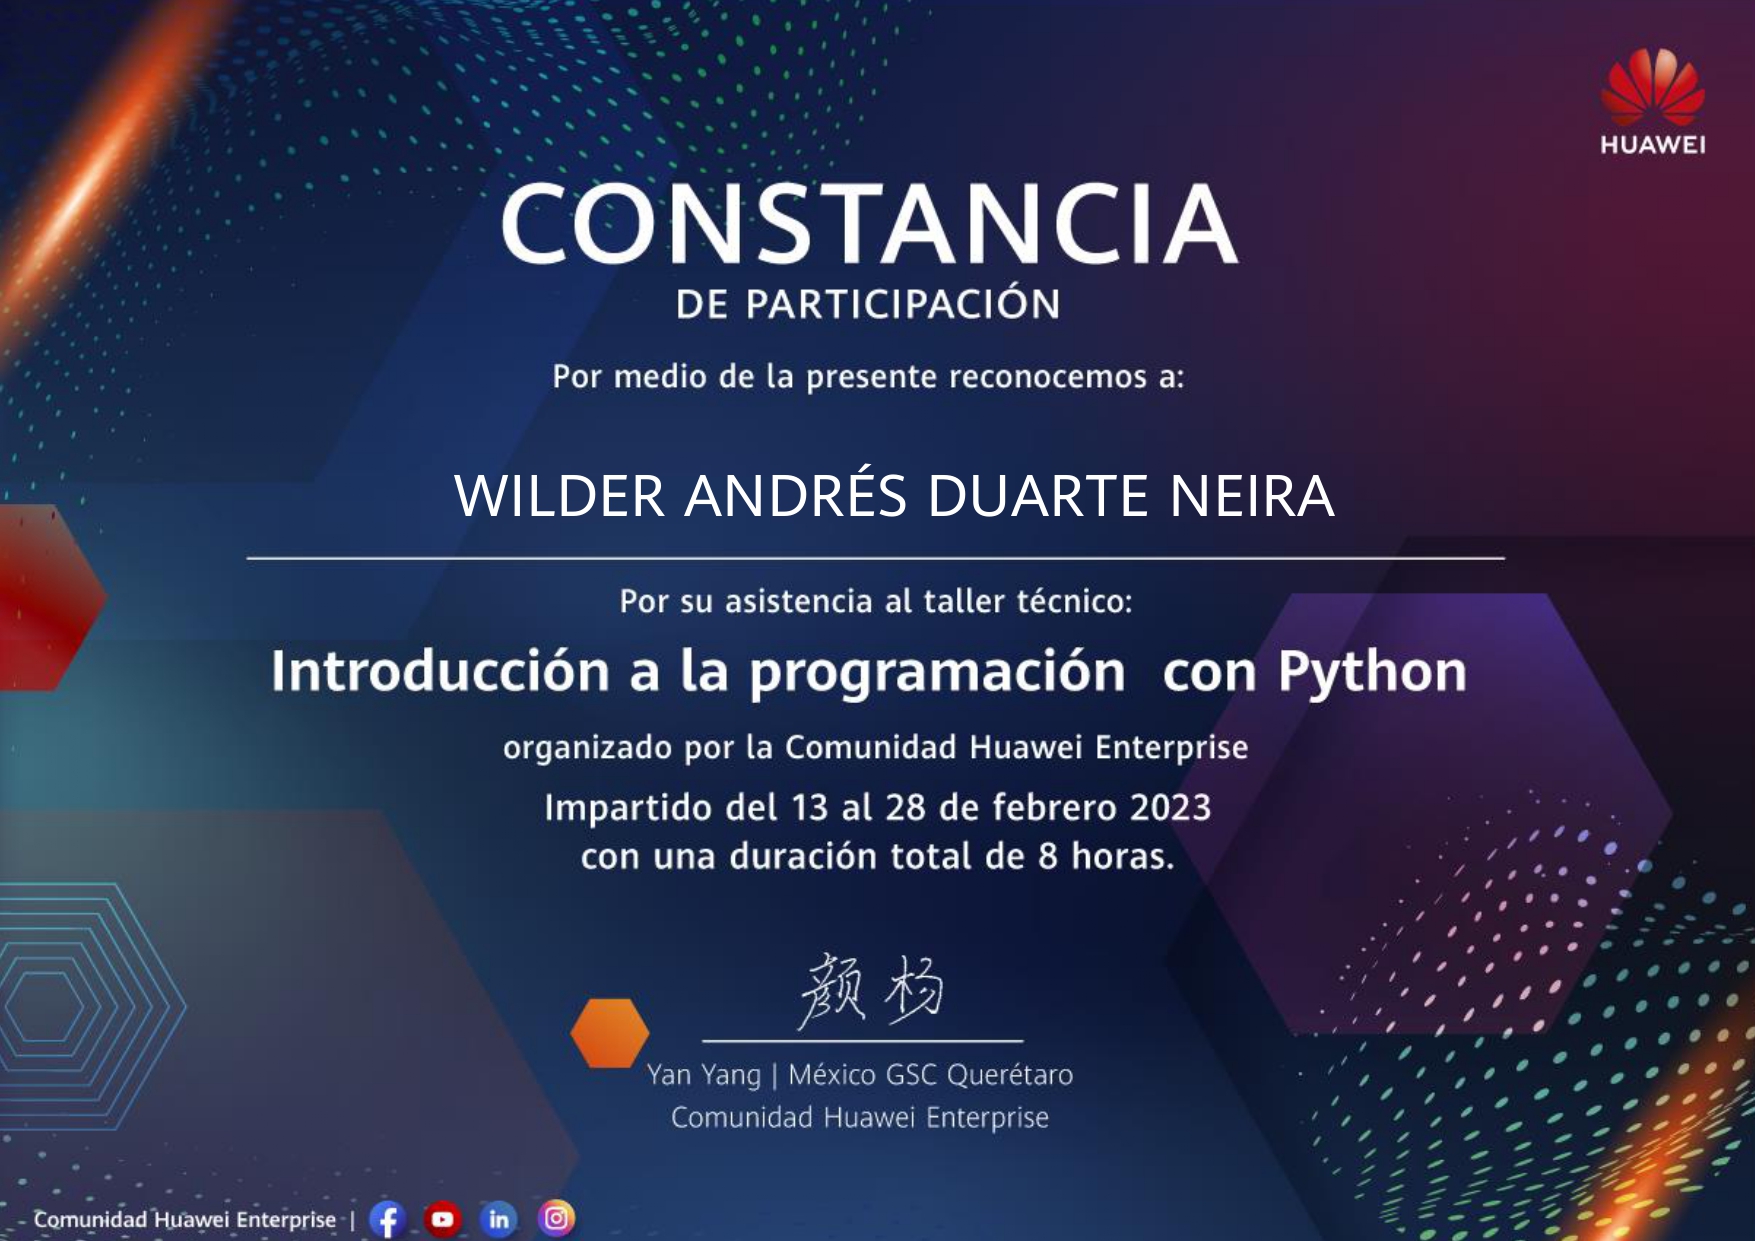 HUAWEI
CONSTANCIA
DE PARTICIPACIÓN
Por medio de la presente reconocemos a:
WILDER ANDRÉS DUARTE NEIRA
Por su asistencia al taller técnico:
Introducción a la programación con Python
organizado por la Comunidad Huawei Enterprise
Impartido del 13 al 28 de febrero 2023
con una duración total de 8 horas.
颜 杨
Yan Yang | México GSC Querétaro
Comunidad Huawei Enterprise
Comunidad Huawei Enterprise |